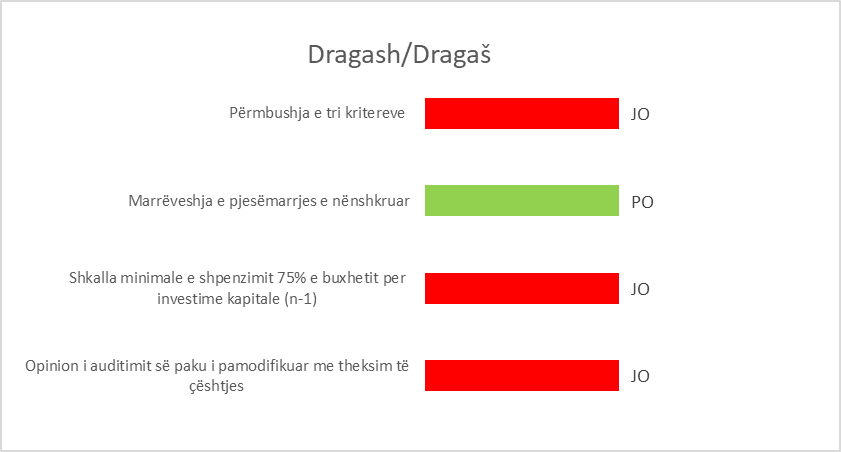 Dragash/Dragaš
Përmbushja e tri kritereve
JO
Marrëveshja e pjesëmarrjes e nënshkruar
PO
Shkalla minimale e shpenzimit 75% e buxhetit per
investime kapitale (n-1)
JO
Opinion i auditimit së paku i pamodifikuar me theksim të
çështjes
JO